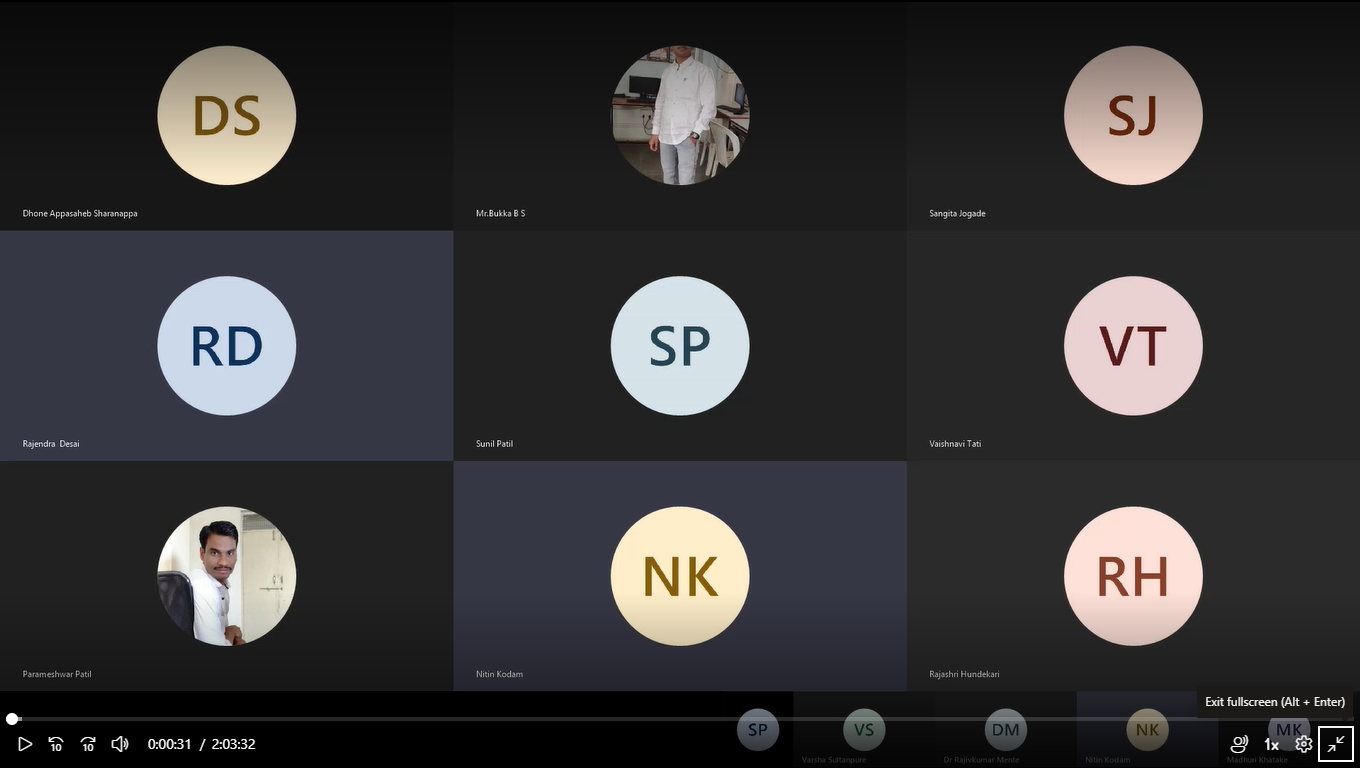 DS
SJ
Dhone Appasaheb Sharanappa
Mr.Bukka B S
Sangita Jogade
RD
SP
VT
Rajendra Desai
Sunil Patil
Vaishnavi Tati
NK
RH
Parameshwar Patil
Nitin Kodam
Rajashri Hundekari
Exit fullscreen (Alt + Enter)
SP
VS
DM
NK
MK
10
10
0:00:31 / 2:03:32
1x
Varsha Sultanpure
Dr Rajivkumar Mente
Nitin Kodam
Madhuri Khatake